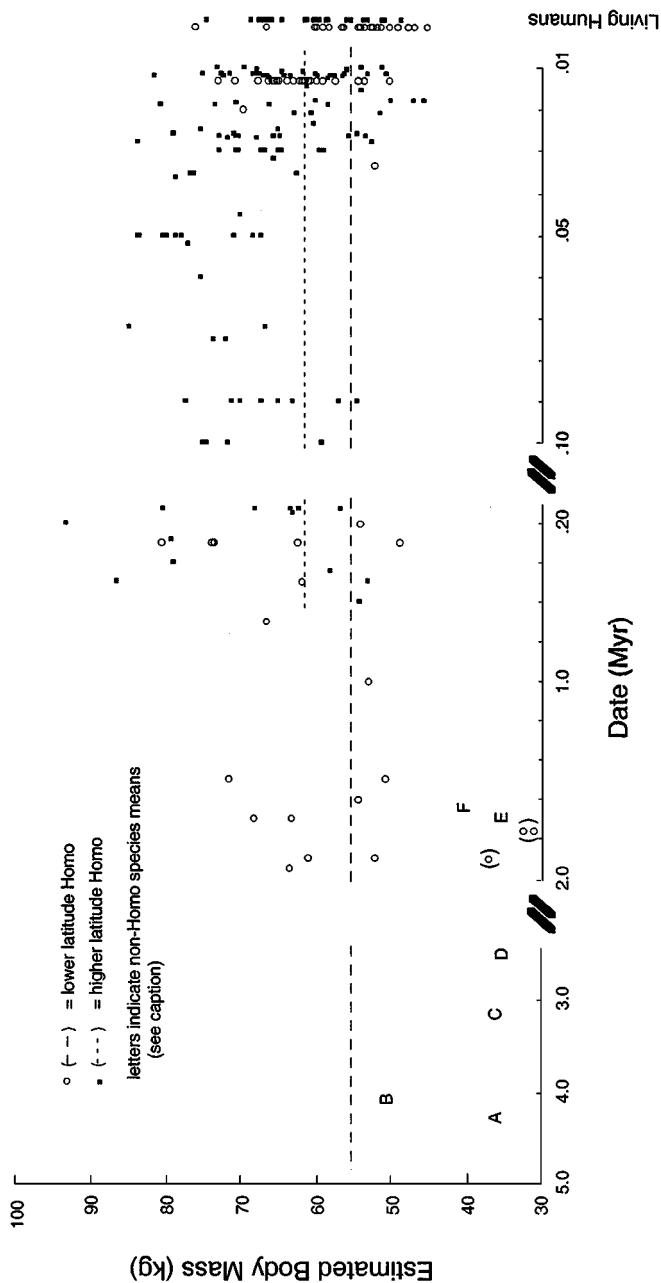 ○ (– –) = lower latitude Homo
▪ (---) = higher latitude Homo
letters indicate non-Homo species means
(see caption)
Estimated Body Mass (kg)
100
90
80
70
60
50
40
30
A
B
C
D
E
F
5.0
4.0
3.0
2.0
1.0
.20
.10
.05
.01
Living Humans
Date (Myr)